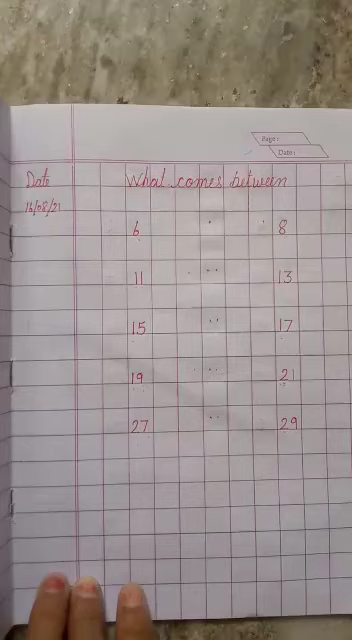 Page:
Date:
Date What comes between
16/08/21
6 8
11 13
15 17
19 21
27 29